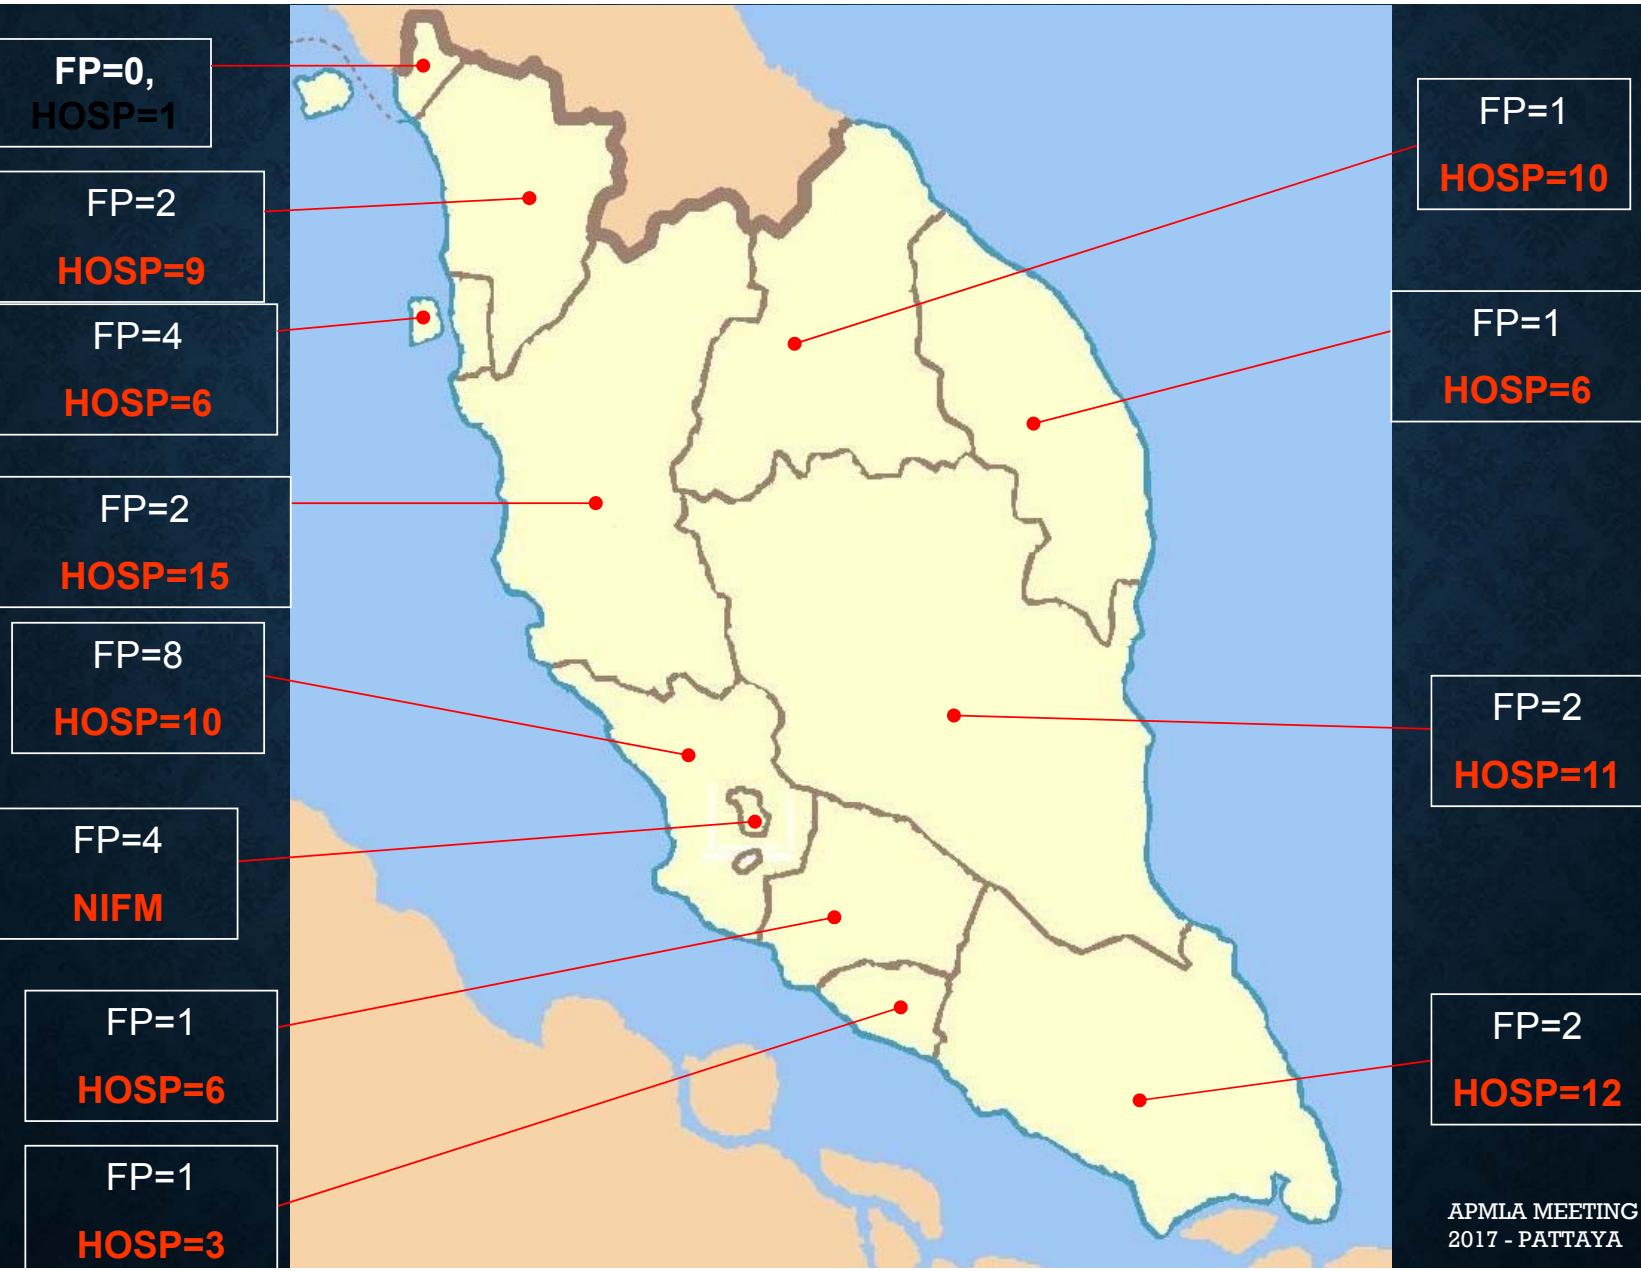 FP=0,
HOSP=1
FP=2
HOSP=9
FP=4
HOSP=6
FP=2
HOSP=15
FP=8
HOSP=10
FP=4
NIFM
FP=1
HOSP=6
FP=1
HOSP=3
FP=1
HOSP=10
FP=1
HOSP=6
FP=2
HOSP=11
FP=2
HOSP=12
APMLA MEETING
2017 - PATTAYA